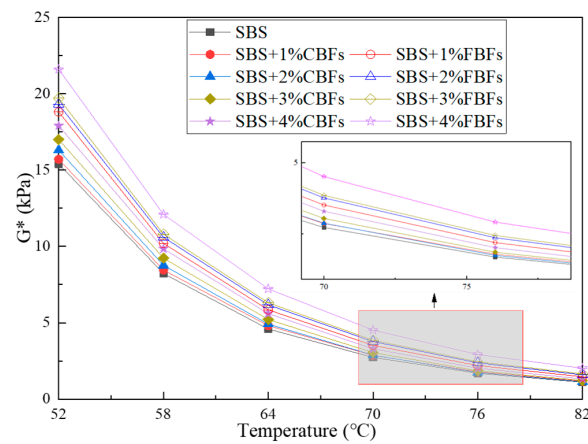 25
20
15
10
5
0
G* (kPa)
SBS
SBS+1%CBFs SBS+1%FBFs
SBS+2%CBFs SBS+2%FBFs
SBS+3%CBFs SBS+3%FBFs
SBS+4%CBFs SBS+4%FBFs
5
70 75
52 58 64 70 76 82
Temperature (℃)